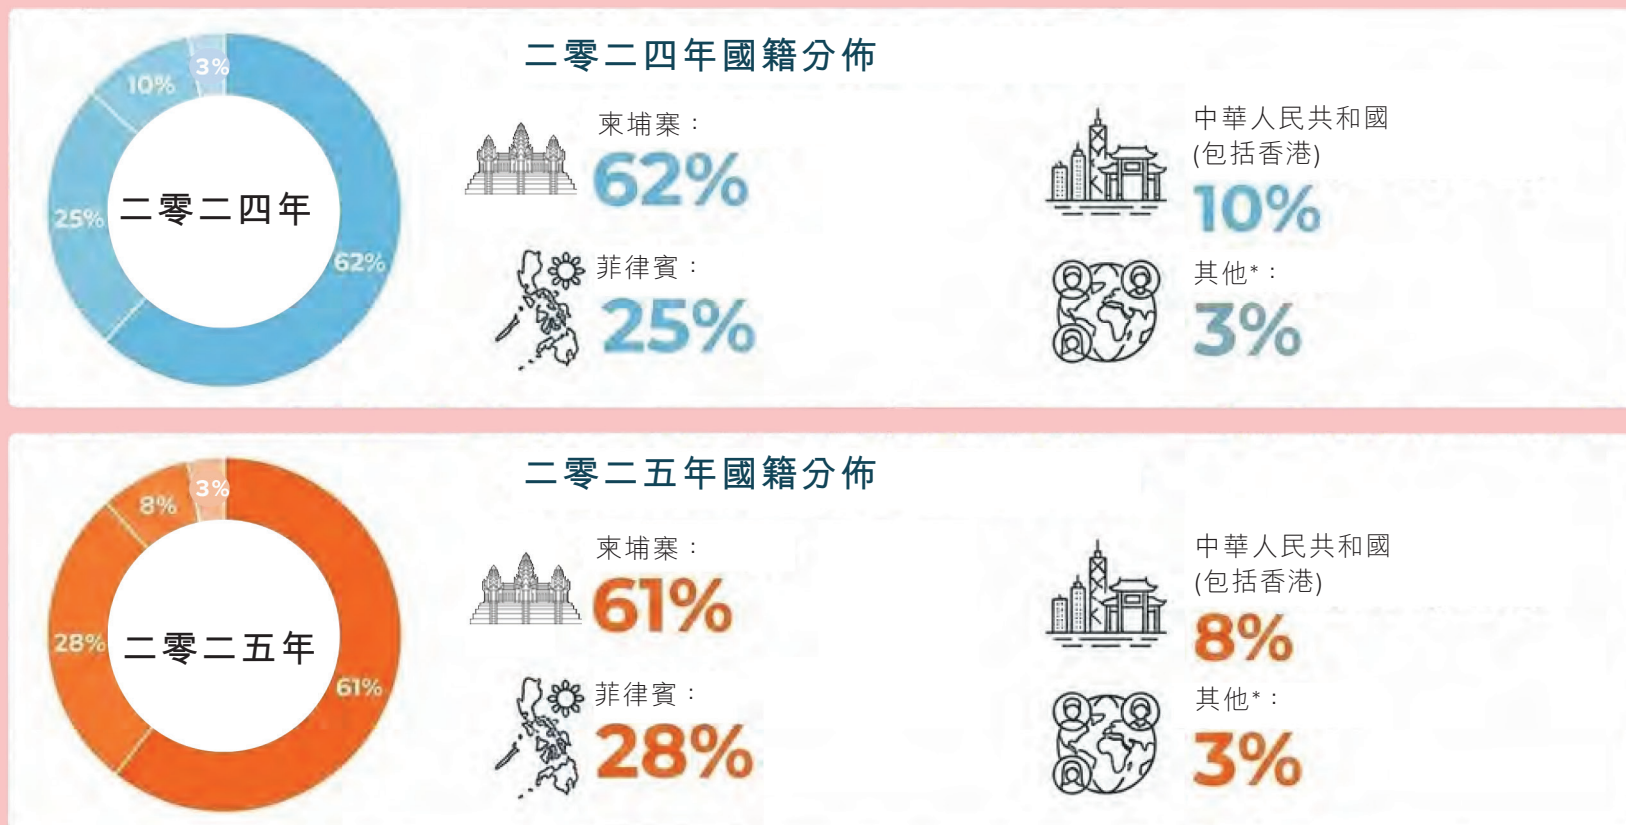 二零二四年國籍分佈
3%
10%
25%
62%
二零二四年
柬埔寨：
62%
菲律賓：
25%
中華人民共和國
(包括香港)
10%
其他*：
3%
二零二五年國籍分佈
3%
8%
28%
61%
二零二五年
柬埔寨：
61%
菲律賓：
28%
中華人民共和國
(包括香港)
8%
其他*：
3%